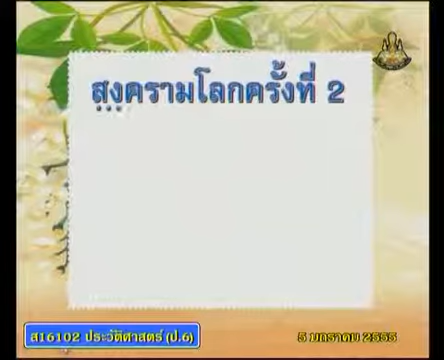 สงครามโลกครั้งที่ 2
ส16102 ประวัติศาสตร์ (ป.6)
5 มกราคม 2555